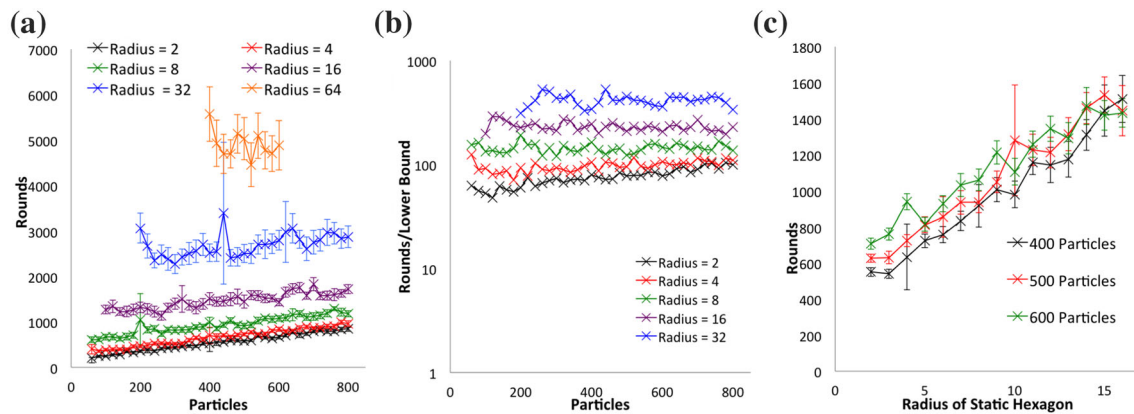 (a)
7000
6000
5000
4000
3000
2000
1000
0
Rounds
Radius = 2
Radius = 4
Radius = 8
Radius = 16
Radius = 32
Radius = 64
0 200 400 600 800
Particles
(b)
1000
100
10
1
Rounds/Lower Bound
Radius = 2
Radius = 4
Radius = 8
Radius = 16
Radius = 32
0 200 400 600 800
Particles
(c)
1800
1600
1400
1200
1000
800
600
400
200
0
Rounds
400 Particles
500 Particles
600 Particles
0 5 10 15
Radius of Static Hexagon